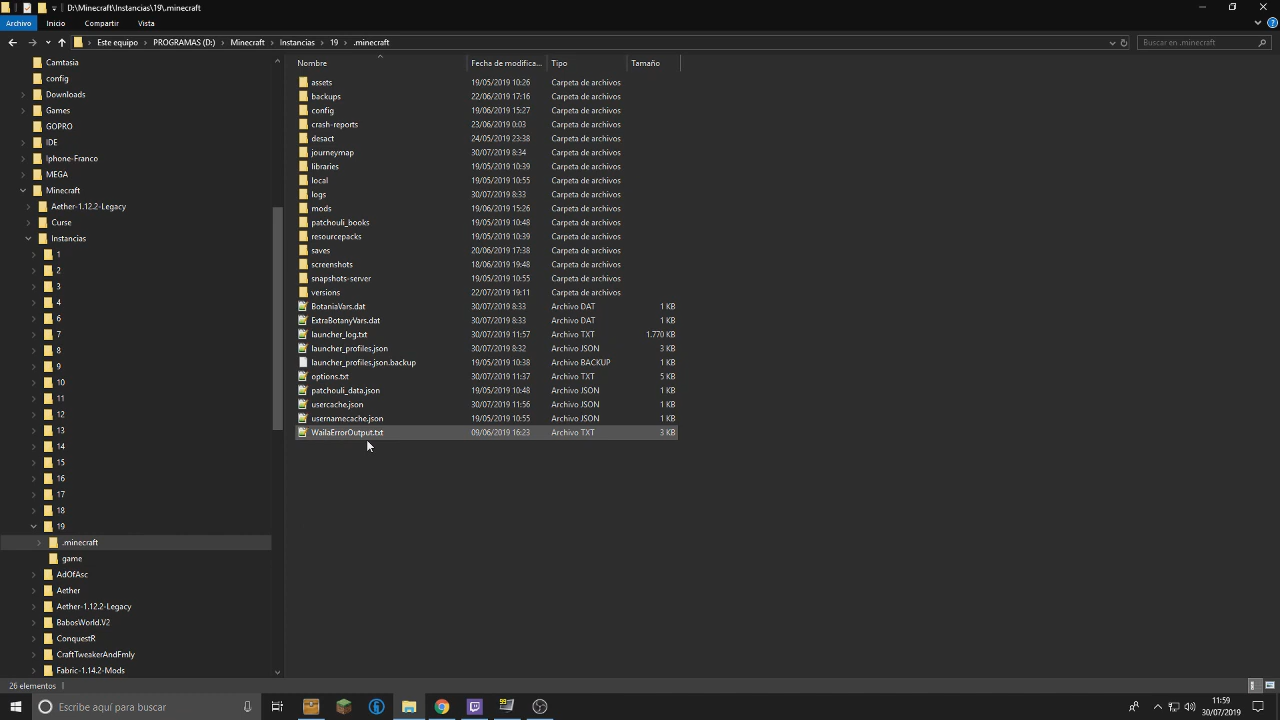 D:\Minecraft\Instancias\19\.minecraft
Archivo Inicio Compartir Vista
Este equipo PROGRAMAS (D:) Minecraft Instancias 19 .minecraft Buscar en .minecraft
Camtasia
config
Downloads
Games
GOPRO
IDE
Iphone-Franco
MEGA
Minecraft
Aether-1.12.2-Legacy
Curse
Instancias
1
2
3
4
6
7
8
9
10
11
12
13
14
15
16
17
18
19
.minecraft
game
AdOfAsc
Aether
Aether-1.12.2-Legacy
BabosWorld.V2
ConquestR
CraftTweakerAndFmly
Fabric-1.14.2-Mods
Nombre Fecha de modifica... Tipo Tamaño
assets 19/05/2019 10:26 Carpeta de archivos
backups 22/06/2019 17:16 Carpeta de archivos
config 19/06/2019 15:27 Carpeta de archivos
crash-reports 23/06/2019 0:03 Carpeta de archivos
desact 24/05/2019 23:38 Carpeta de archivos
journeymap 30/07/2019 8:34 Carpeta de archivos
libraries 19/05/2019 10:39 Carpeta de archivos
local 19/05/2019 10:55 Carpeta de archivos
logs 30/07/2019 8:33 Carpeta de archivos
mods 19/06/2019 15:26 Carpeta de archivos
patchouli_books 19/05/2019 10:48 Carpeta de archivos
resourcepacks 19/05/2019 10:39 Carpeta de archivos
saves 20/06/2019 17:38 Carpeta de archivos
screenshots 18/06/2019 19:48 Carpeta de archivos
snapshots-server 19/05/2019 10:55 Carpeta de archivos
versions 22/07/2019 19:11 Carpeta de archivos
BotaniaVars.dat 30/07/2019 8:33 Archivo DAT 1 KB
ExtraBotanyVars.dat 30/07/2019 8:33 Archivo DAT 1 KB
launcher_log.txt 30/07/2019 11:57 Archivo TXT 1.770 KB
launcher_profiles.json 30/07/2019 8:32 Archivo JSON 3 KB
launcher_profiles.json.backup 19/05/2019 10:38 Archivo BACKUP 1 KB
options.txt 30/07/2019 11:37 Archivo TXT 5 KB
patchouli_data.json 19/05/2019 10:48 Archivo JSON 1 KB
usercache.json 30/07/2019 11:56 Archivo JSON 1 KB
usernamecache.json 19/05/2019 10:55 Archivo JSON 1 KB
WailaErrorOutput.txt 09/06/2019 16:23 Archivo TXT 3 KB
26 elementos
Escribe aquí para buscar
11:59
30/07/2019